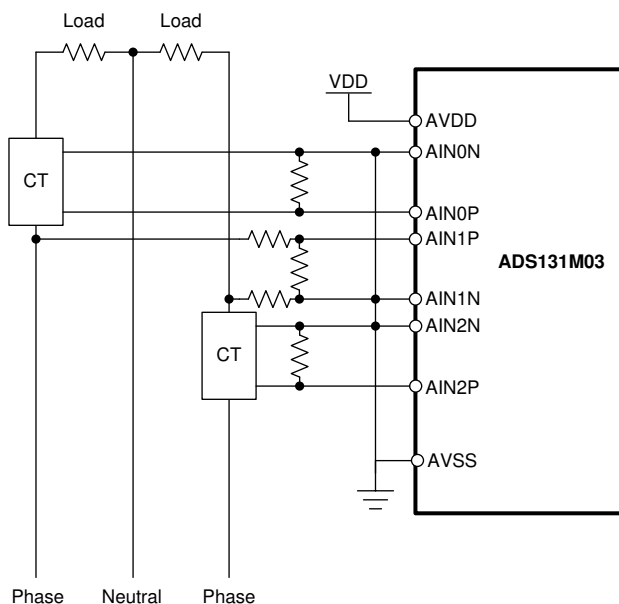 Load Load
VDD
AVDD
AIN0N
CT
AIN0P
AIN1P
ADS131M03
AIN1N
AIN2N
CT
AIN2P
AVSS
Phase Neutral Phase